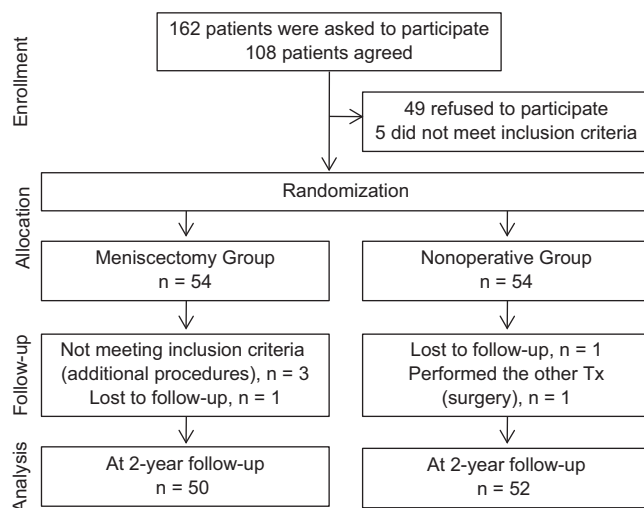 Enrollment
162 patients were asked to participate
108 patients agreed
49 refused to participate
5 did not meet inclusion criteria
Allocation
Randomization
Meniscectomy Group
n = 54
Nonoperative Group
n = 54
Follow-up
Not meeting inclusion criteria
(additional procedures), n = 3
Lost to follow-up, n = 1
Lost to follow-up, n = 1
Performed the other Tx
(surgery), n = 1
Analysis
At 2-year follow-up
n = 50
At 2-year follow-up
n = 52